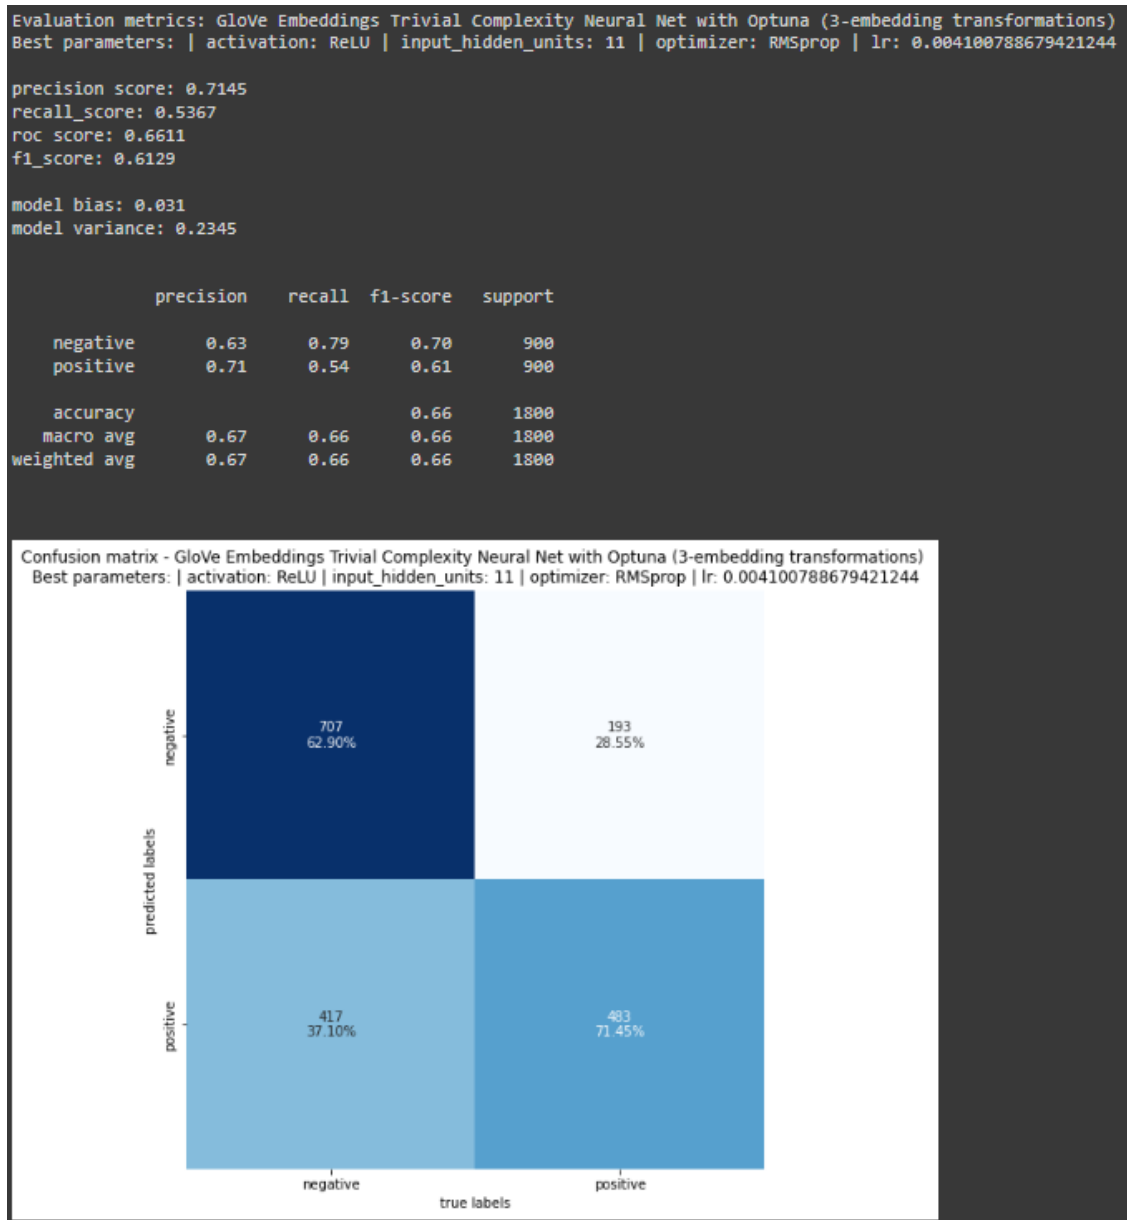 Evaluation metrics: GloVe Embeddings Trivial Complexity Neural Net with Optuna (3-embedding transformations)
Best parameters: | activation: ReLU | input_hidden_units: 11 | optimizer: RMSprop | lr: 0.004100788679421244
precision score: 0.7145
recall_score: 0.5367
roc score: 0.6611
f1_score: 0.6129
model bias: 0.031
model variance: 0.2345
precision recall f1-score support
negative 0.63 0.79 0.70 900
positive 0.71 0.54 0.61 900
accuracy 0.66 1800
macro avg 0.67 0.66 0.66 1800
weighted avg 0.67 0.66 0.66 1800
Confusion matrix - GloVe Embeddings Trivial Complexity Neural Net with Optuna (3-embedding transformations)
Best parameters: | activation: ReLU | input_hidden_units: 11 | optimizer: RMSprop | lr: 0.004100788679421244
predicted labels
negative
707
62.90%
193
28.55%
positive
417
37.10%
483
71.45%
negative
positive
true labels